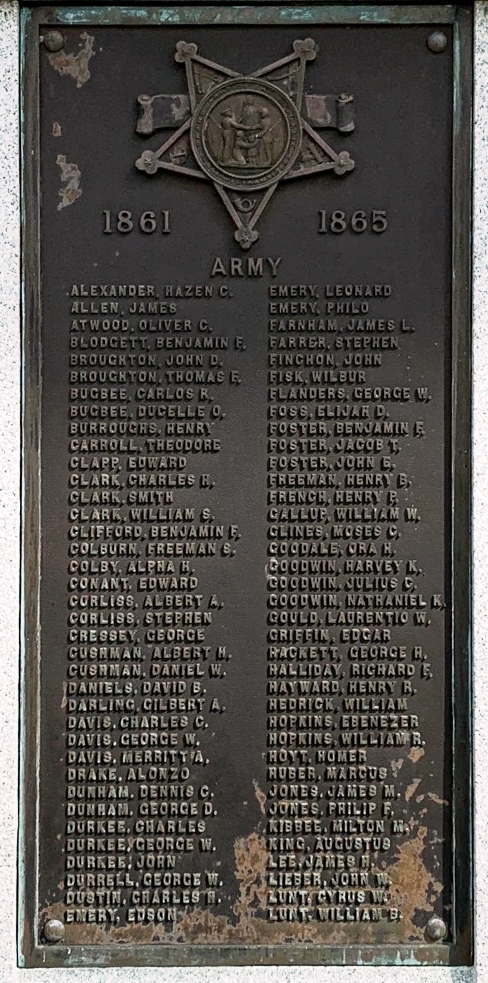 1861 1865
ARMY
ALEXANDER, HAZEN C.
ALLEN, JAMES
ATWOOD, OLIVER C.
BLODGETT, BENJAMIN F.
BROUGHTON, JOHN D.
BROUGHTON, THOMAS F.
BUGBEE, CARLOS R.
BUGBEE, DUCELLE O.
BURROUGHS, HENRY
CARROLL, THEODORE
CLAPP, EDWARD
CLARK, CHARLES H.
CLARK, SMITH
CLARK, WILLIAM S.
CLIFFORD, BENJAMIN F.
COLBURN, FREEMAN S.
COLBY, ALPHA H.
CONANT, EDWARD
CORLISS, ALBERT A.
CORLISS, STEPHEN
CRESSEY, GEORGE
CUSHMAN, ALBERT H.
CUSHMAN, DANIEL W.
DANIELS, DAVID B.
DARLING, GILBERT A.
DAVIS, CHARLES C.
DAVIS, GEORGE W.
DAVIS, MERRITT A.
DRAKE, ALONZO
DUNHAM, DENNIS C.
DUNHAM, GEORGE D.
DURKEE, CHARLES
DURKEE, GEORGE W.
DURKEE, JOHN
DURRELL, GEORGE W.
DUSTIN, CHARLES H.
EMERY, EDSON
EMERY, LEONARD
EMERY, PHILO
FARNHAM, JAMES L.
FARRER, STEPHEN
FINCHON, JOHN
FISK, WILBUR
FLANDERS, GEORGE W.
FOSS, ELIJAH D.
FOSTER, BENJAMIN F.
FOSTER, JACOB T.
FOSTER, JOHN E.
FREEMAN, HENRY B.
FRENCH, HENRY P.
GALLUP, WILLIAM W.
GLINES, MOSES C.
GOODALE, ORA H.
GOODWIN, HARVEY K.
GOODWIN, JULIUS C.
GOODWIN, NATHANIEL K.
GOULD, LAURENTIO W.
GRIFFIN, EDGAR
HACKETT, GEORGE H.
HALLIDAY, RICHARD F.
HAYWARD, HENRY R.
HEDRICK, WILLIAM
HOPKINS, EBENEZER
HOPKINS, WILLIAM R.
HOYT, HOMER
HUBER, MARCUS
JONES, JAMES M.
JONES, PHILIP F.
KIBBEE, MILTON M.
KING, AUGUSTUS
LEE, JAMES H.
LIEBER, JOHN W.
LUNT, CYRUS W.
LUNT, WILLIAM B.